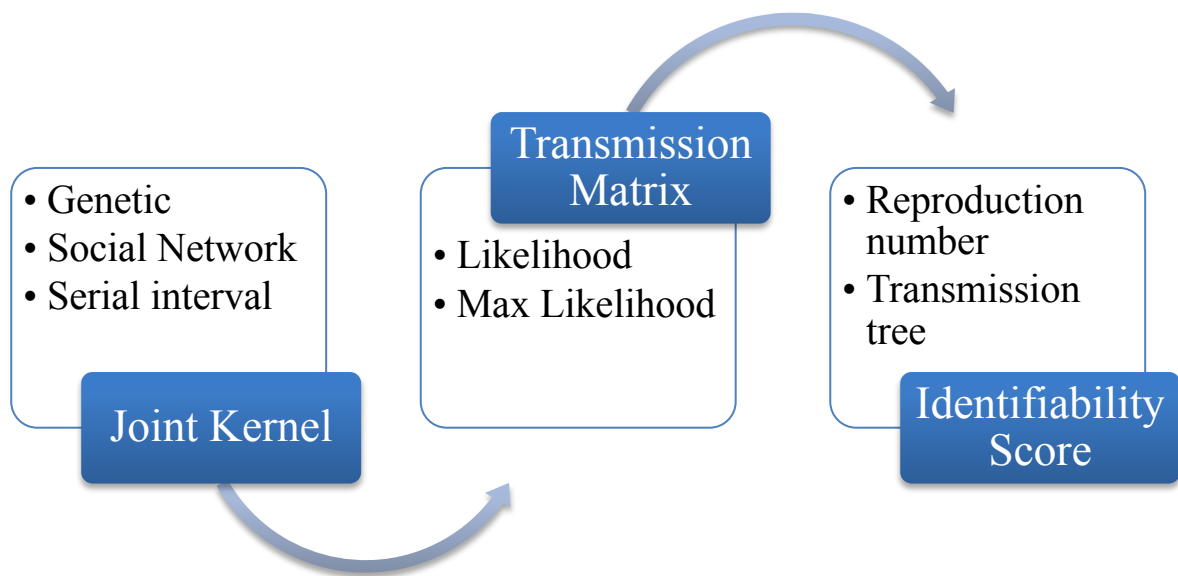 • Genetic
• Social Network
• Serial interval
Joint Kernel
Transmission
Matrix
• Likelihood
• Max Likelihood
• Reproduction
number
• Transmission
tree
Identifiability
Score